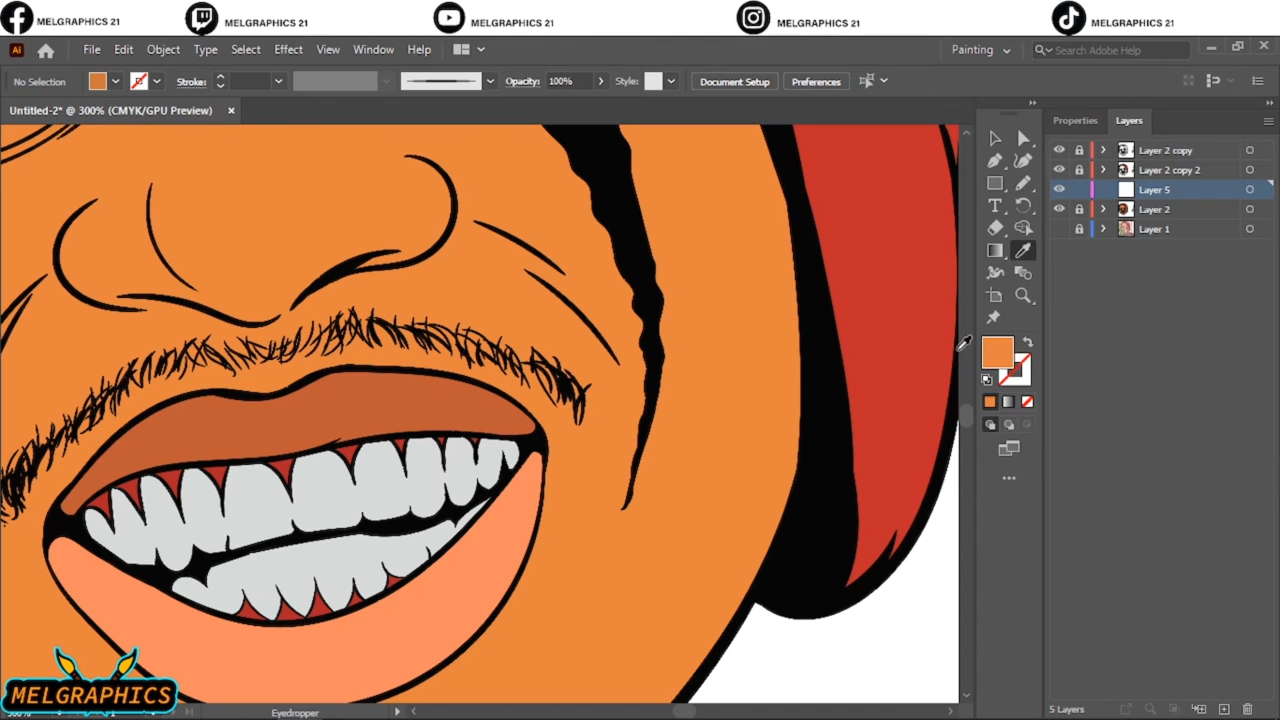 MELGRAPHICS 21 MELGRAPHICS 21 MELGRAPHICS 21 MELGRAPHICS 21 MELGRAPHICS 21
Ai File Edit Object Type Select Effect View Window Help Painting Search Adobe Help
No Selection Stroke: Opacity: 100% Style: Document Setup Preferences
Untitled-2* @ 300% (CMYK/GPU Preview)
Properties Layers
Layer 2 copy
Layer 2 copy 2
Layer 5
Layer 2
Layer 1
MELGRAPHICS
Eyedropper
5 Layers